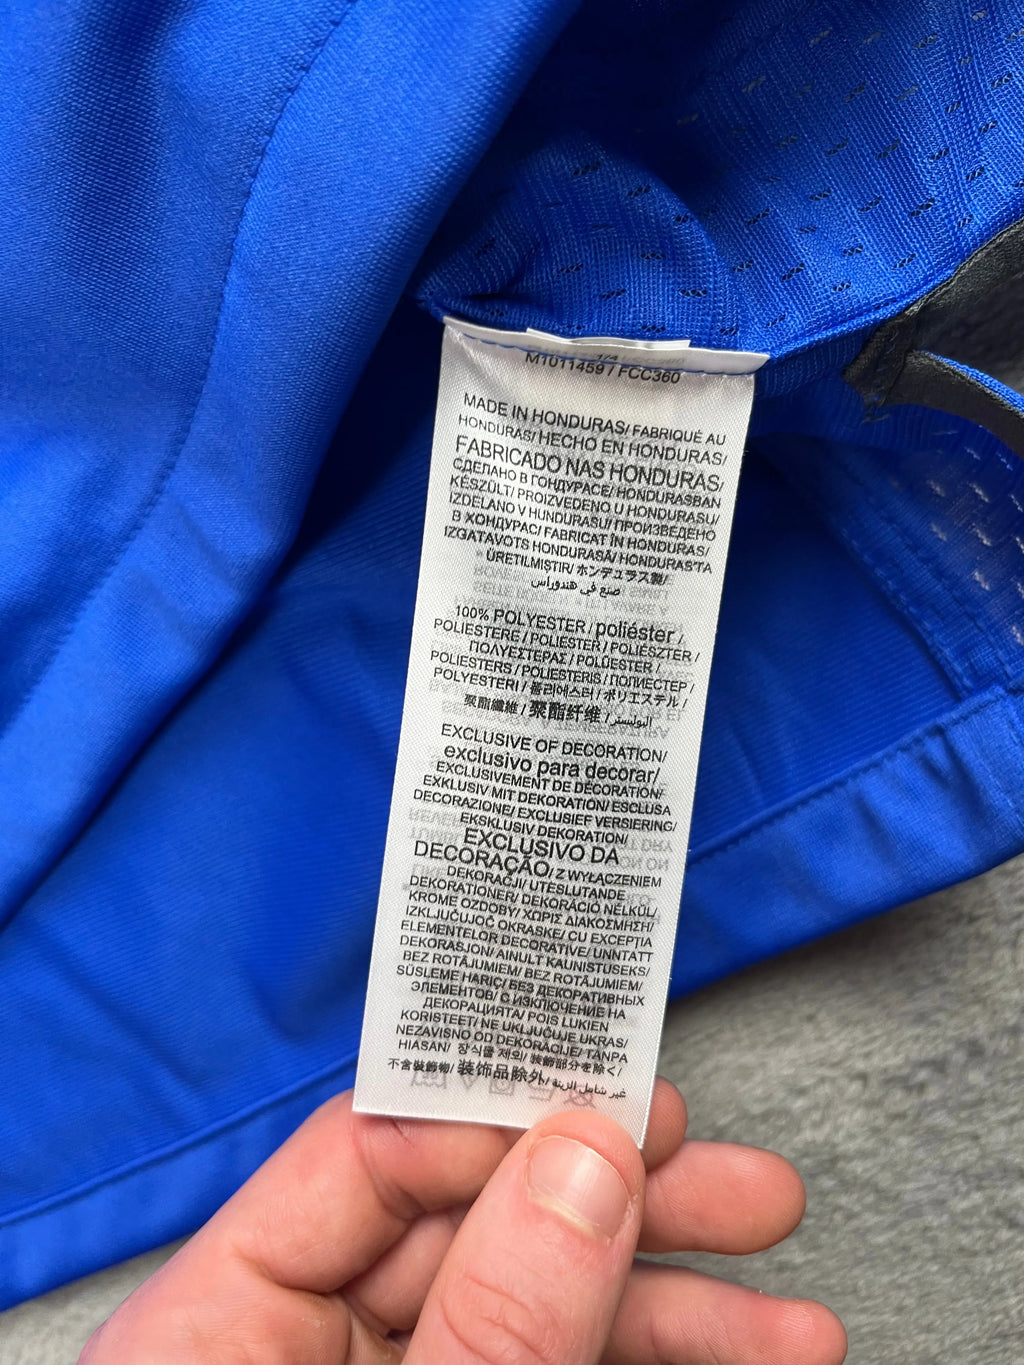 M1011459 / FCC360
MADE IN HONDURAS/ FABRIQUÉ AU
HONDURAS/ HECHO EN HONDURAS/
FABRICADO NAS HONDURAS/
СДЕЛАНО В ГОНДУРАСЕ/ HONDURASBAN
KÉSZÜLT/ PROIZVEDENO U HONDURASU/
IZDELANO V HUNDURASU/ ПРОИЗВЕДЕНО
В ХОНДУРАС/ FABRICAT ÎN HONDURAS/
IZGATAVOTS HONDURASĀ/ HONDURAS'TA
ÜRETILMIŞTIR/ ホンデュラス製/
صنع في هندوراس
100% POLYESTER / poliéster /
POLIESTERE / POLIESTER / POLIÉSZTER /
ΠΟΛΥΕΣΤΕΡΑΣ / POLÜESTER /
POLIESTERS / POLIESTERIS / ПОЛИЕСТЕР /
POLYESTERI / 폴리에스터 / ポリエステル /
聚酯纖維 / 聚酯纤维 / البوليستر
EXCLUSIVE OF DECORATION/
exclusivo para decorar/
EXCLUSIVEMENT DE DÉCORATION/
EXKLUSIV MIT DEKORATION/ ESCLUSA
DECORAZIONE/ EXCLUSIEF VERSIERING/
EKSKLUSIV DEKORATION/
EXCLUSIVO DA
DECORAÇÃO/ Z WYŁĄCZENIEM
DEKORACJI/ UTESLUTANDE
DEKORATIONER/ DEKORÁCIÓ NÉLKÜL/
KROME OZDOBY/ ΧΩΡΙΣ ΔΙΑΚΟΣΜΗΣΗ/
IZKLJUČUJOČ OKRASKE/ CU EXCEPŢIA
ELEMENTELOR DECORATIVE/ UNNTATT
DEKORASJON/ AINULT KAUNISTUSEKS/
BEZ ROTĀJUMIEM/ BEZ ROTĀJUMIEM/
SÜSLEME HARIÇ/ БЕЗ ДЕКОРАТИВНЫХ
ЭЛЕМЕНТОВ/ С ИЗКЛЮЧЕНИЕ НА
ДЕКОРАЦИЯТА/ POIS LUKIEN
KORISTEET/ NE UKLJUČUJE UKRAS/
NEZAVISNO OD DEKORACIJE/ TANPA
HIASAN/ 장식물 제외/ 装飾部分を除く/
不含裝飾物/ 装饰品除外/ غير شامل الزينة